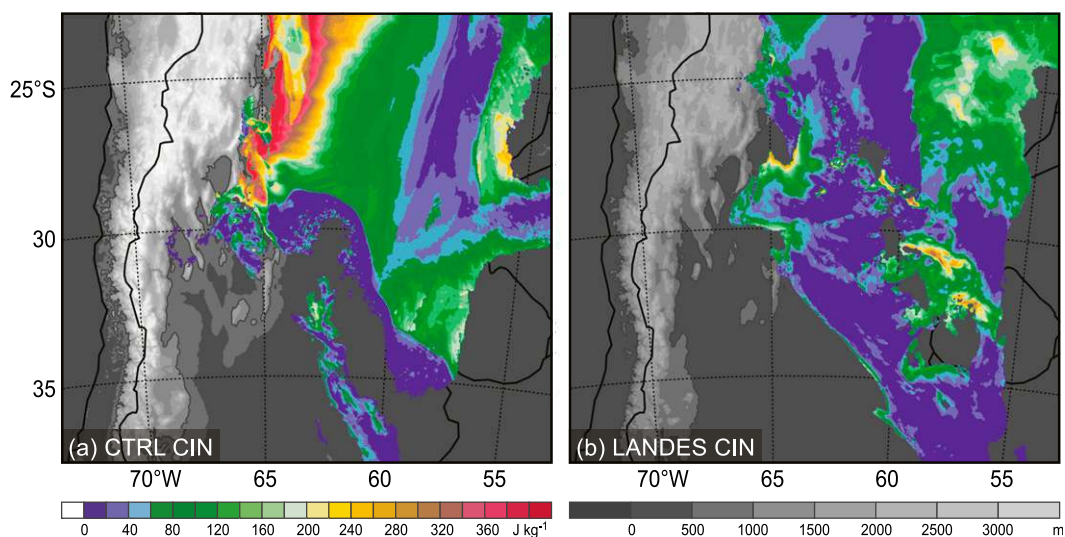 25°S
30
35
(a) CTRL CIN
(b) LANDES CIN
70°W 65 60 55
70°W 65 60 55
0 40 80 120 160 200 240 280 320 360 J kg⁻¹
0 500 1000 1500 2000 2500 3000 m